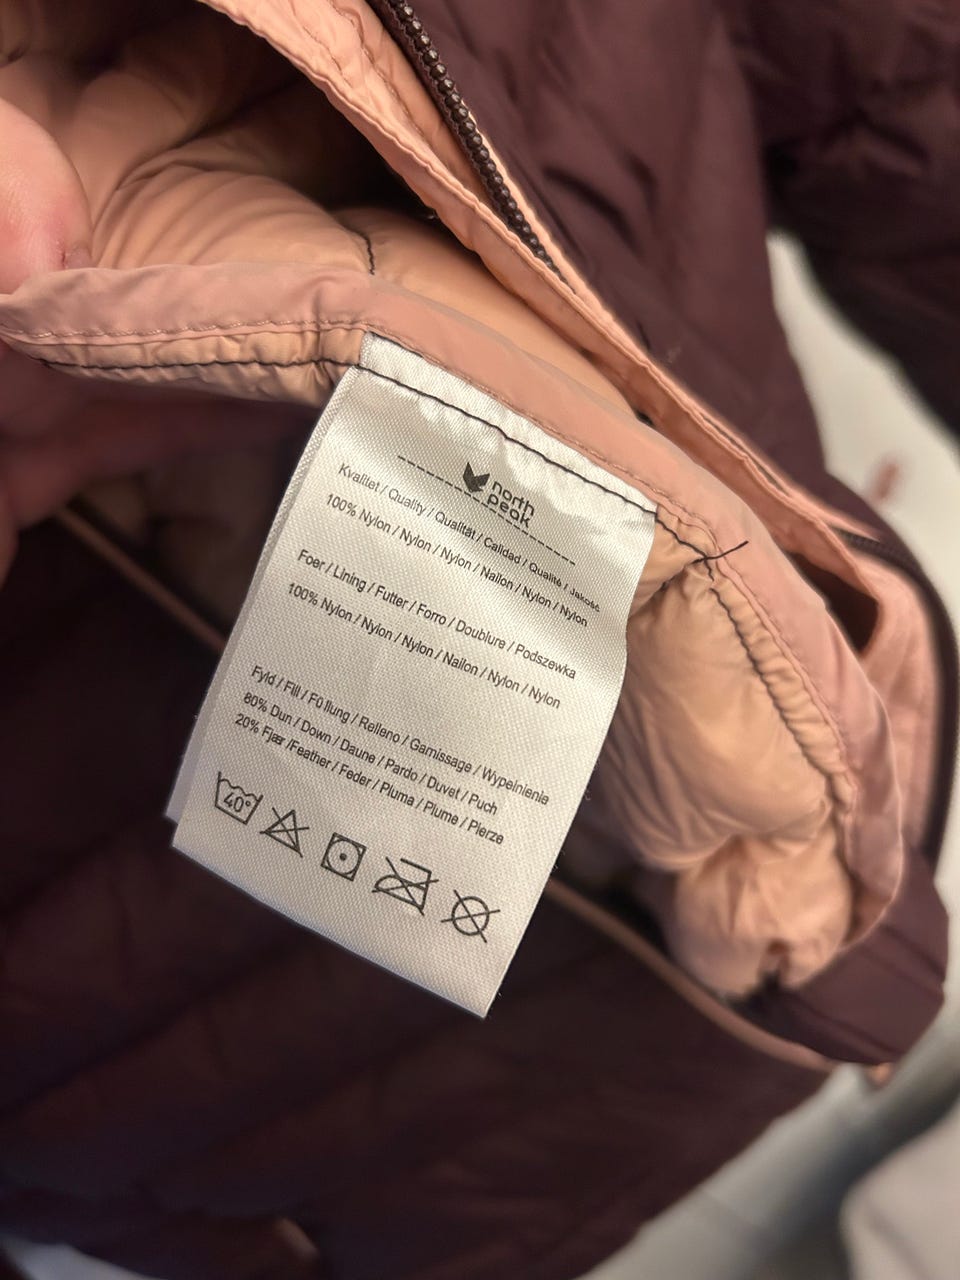 north
peak
Kvalitet / Quality / Qualität / Calidad / Qualité / Jakość
100% Nylon / Nylon / Nylon / Nailon / Nylon / Nylon
Foer / Lining / Futter / Forro / Doublure / Podszewka
100% Nylon / Nylon / Nylon / Nailon / Nylon / Nylon
Fyld / Fill / Füllung / Relleno / Garnissage / Wypełnienia
80% Dun / Down / Daune / Pardo / Duvet / Puch
20% Fjær /Feather / Feder / Pluma / Plume / Pierze
40°